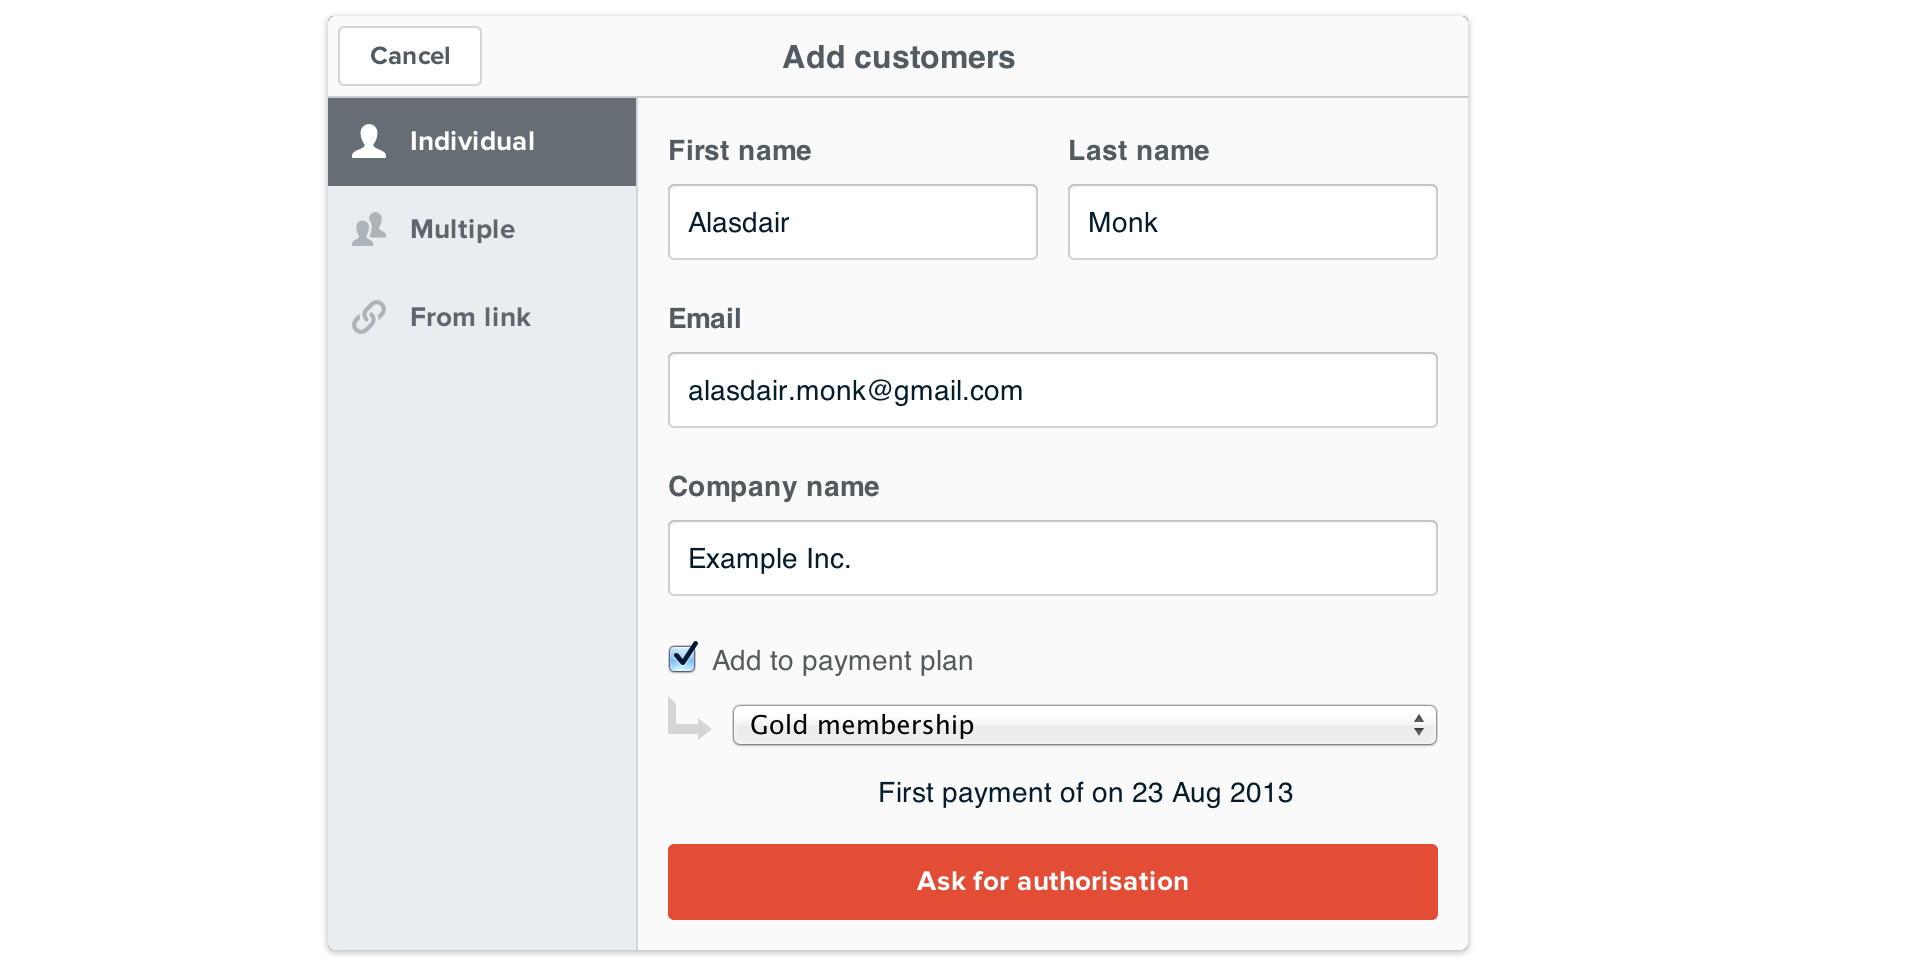 Cancel
Add customers
Individual
Multiple
From link
First name
Last name
Alasdair
Monk
Email
alasdair.monk@gmail.com
Company name
Example Inc.
Add to payment plan
Gold membership
First payment of on 23 Aug 2013
Ask for authorisation